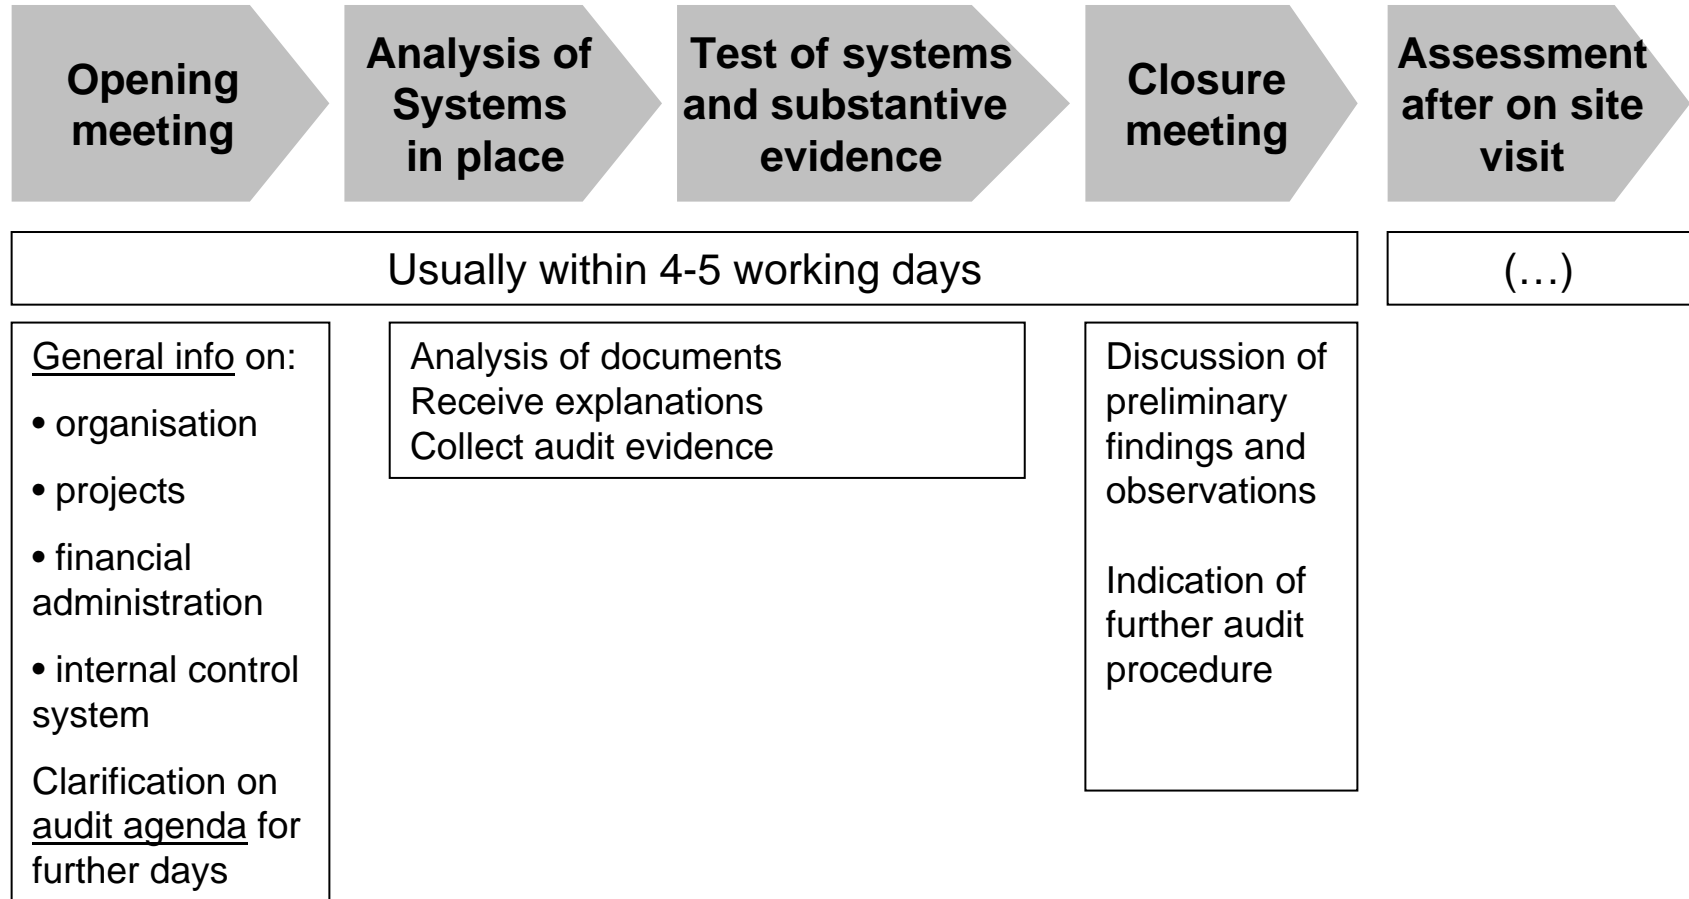 Opening
meeting
Analysis of
Systems
in place
Test of systems
and substantive
evidence
Closure
meeting
Assessment
after on site
visit
Usually within 4-5 working days
(…)
General info on:
• organisation
• projects
• financial
administration
• internal control
system
Clarification on
audit agenda for
further days
Analysis of documents
Receive explanations
Collect audit evidence
Discussion of
preliminary
findings and
observations
Indication of
further audit
procedure